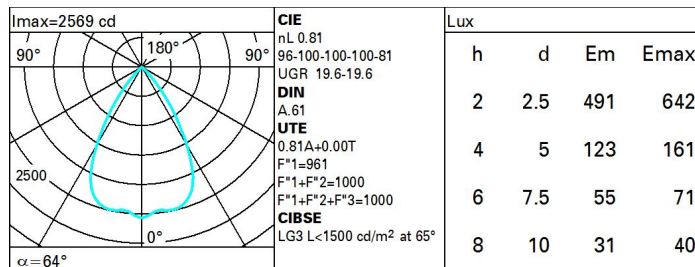 Imax=2569 cd
90°
180°
90°
2500
0°
α=64°
CIE
nL 0.81
96-100-100-100-81
UGR 19.6-19.6
DIN
A.61
UTE
0.81A+0.00T
F"1=961
F"1+F"2=1000
F"1+F"2+F"3=1000
CIBSE
LG3 L<1500 cd/m² at 65°
Lux
h d Em Emax
2 2.5 491 642
4 5 123 161
6 7.5 55 71
8 10 31 40